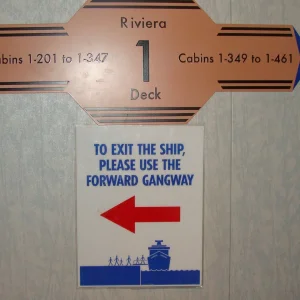 Riviera
1-201 to 1-347 1 Cabins 1-349 to 1-461
Deck
TO EXIT THE SHIP,
PLEASE USE THE
FORWARD GANGWAY